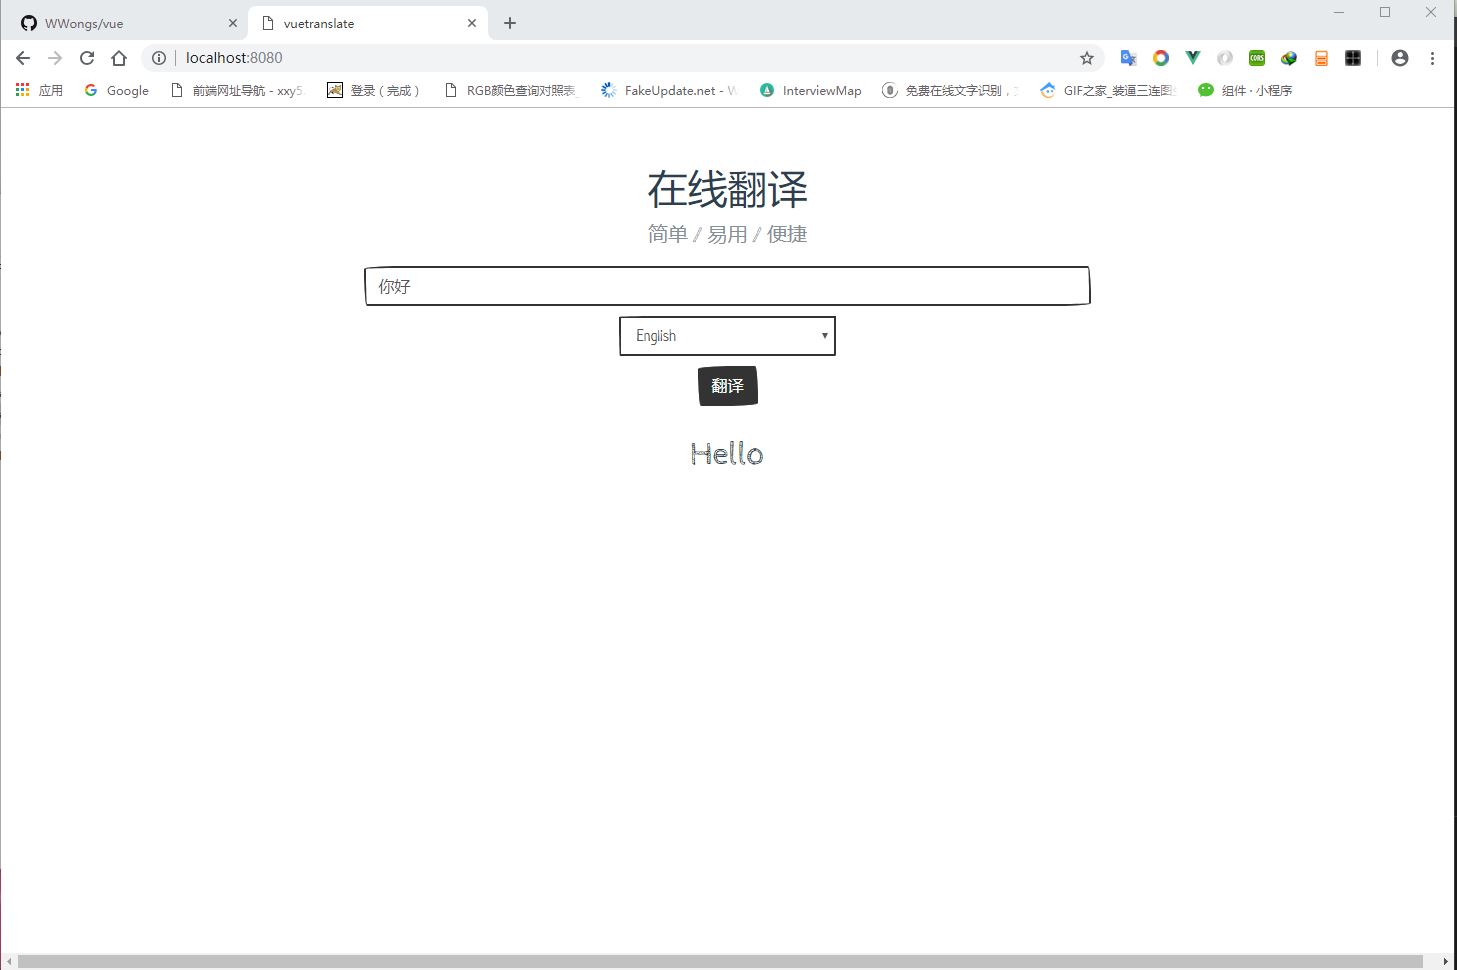 WWongs/vue
vuetranslate
localhost:8080
应用 Google 前端网址导航 - xxy5. 登录（完成） RGB颜色查询对照表_ FakeUpdate.net - InterviewMap 免费在线文字识别， GIF之家_装逼三连图 组件 · 小程序
在线翻译
简单 / 易用 / 便捷
你好
English
翻译
Hello